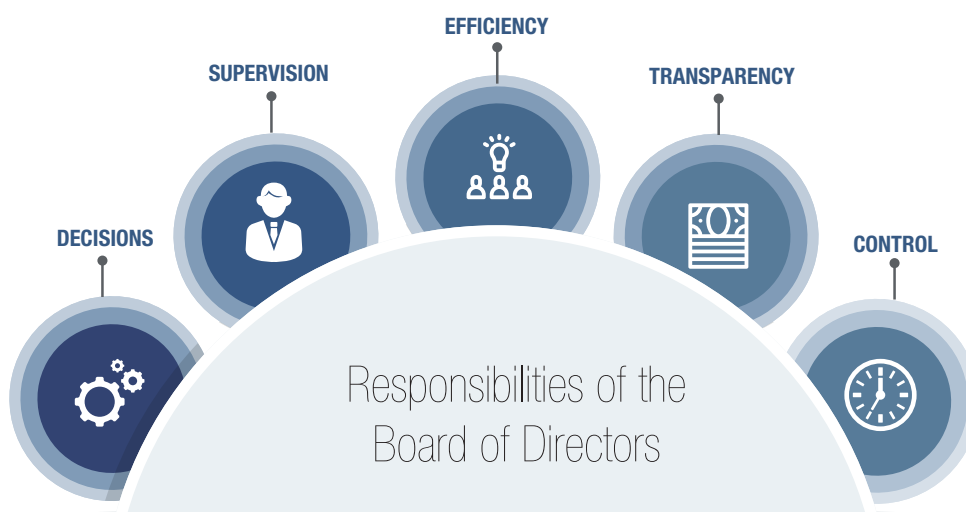 EFFICIENCY
SUPERVISION
TRANSPARENCY
DECISIONS
CONTROL
Responsibilities of the
Board of Directors